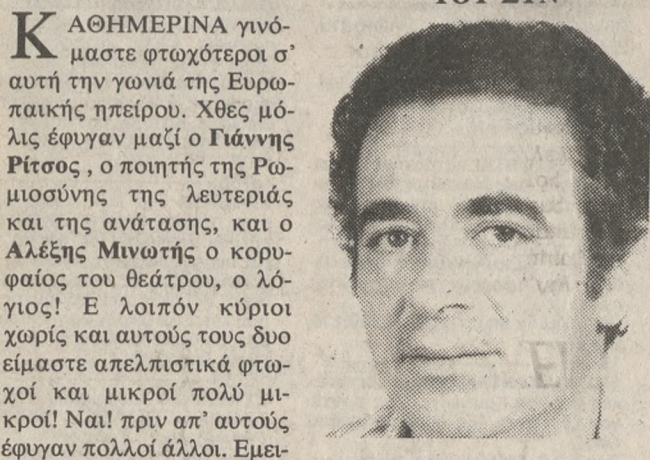 ΚΑΘΗΜΕΡΙΝΑ γινό-
μαστε φτωχότεροι σ'
αυτή την γωνιά της Ευρω-
παικής ηπείρου. Χθες μό-
λις έφυγαν μαζί ο Γιάννης
Ρίτσος , ο ποιητής της Ρω-
μιοσύνης της λευτεριάς
και της ανάτασης, και ο
Αλέξης Μινωτής ο κορυ-
φαίος του θεάτρου, ο λό-
γιος! Ε λοιπόν κύριοι
χωρίς και αυτούς τους δυο
είμαστε απελπιστικά φτω-
χοί και μικροί πολύ μι-
κροί! Ναι! πριν απ' αυτούς
έφυγαν πολλοί άλλοι. Εμει-